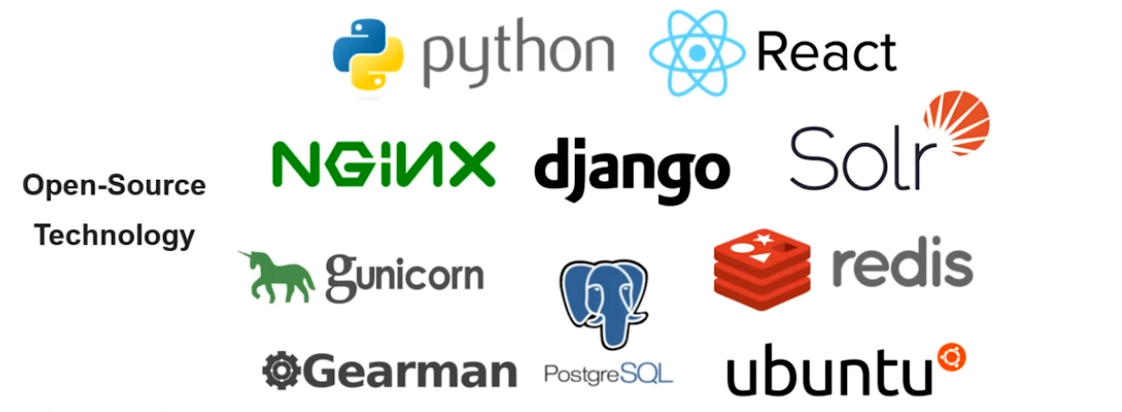 python
React
NGiNX
django
Solr
Open-Source
Technology
gunicorn
redis
PostgreSQL
Gearman
ubuntu